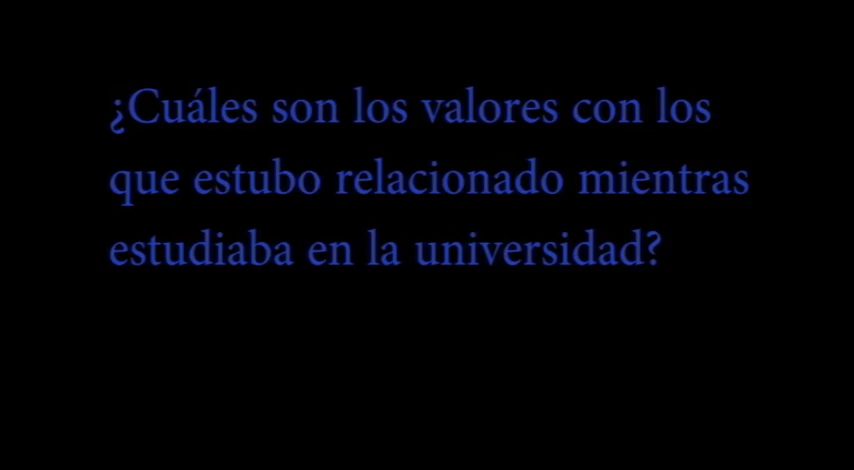 ¿Cuáles son los valores con los
que estubo relacionado mientras
estudiaba en la universidad?